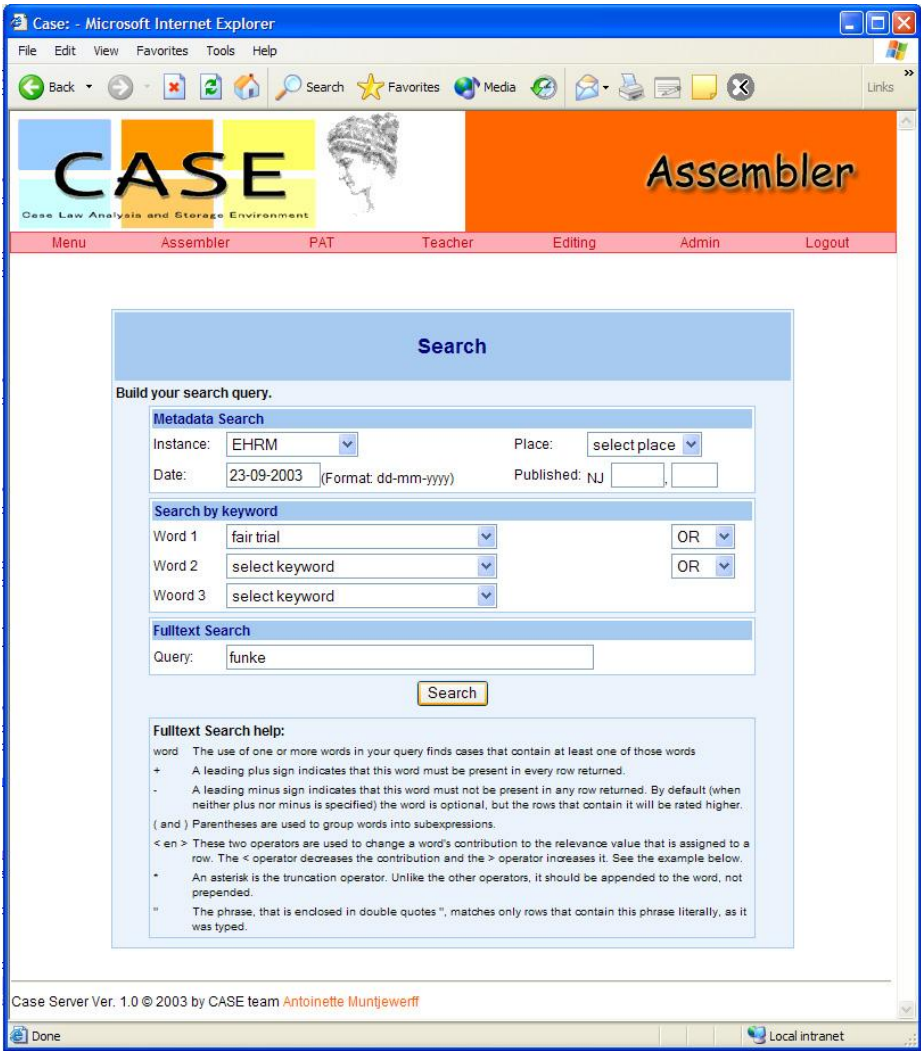 Case: - Microsoft Internet Explorer
File Edit View Favorites Tools Help
Back Search Favorites Media Links
CASE
Case Law Analysis and Storage Environment
Assembler
Menu Assembler PAT Teacher Editing Admin Logout
Search
Build your search query.
Metadata Search
Instance: EHRM Place: select place
Date: 23-09-2003 (Format: dd-mm-yyyy) Published: NJ ,
Search by keyword
Word 1 fair trial OR
Word 2 select keyword OR
Woord 3 select keyword
Fulltext Search
Query: funke
Search
Fulltext Search help:
word The use of one or more words in your query finds cases that contain at least one of those words
+ A leading plus sign indicates that this word must be present in every row returned.
- A leading minus sign indicates that this word must not be present in any row returned. By default (when
neither plus nor minus is specified) the word is optional, but the rows that contain it will be rated higher.
( and ) Parentheses are used to group words into subexpressions.
< en > These two operators are used to change a word's contribution to the relevance value that is assigned to a
row. The < operator decreases the contribution and the > operator increases it. See the example below.
* An asterisk is the truncation operator. Unlike the other operators, it should be appended to the word, not
prepended.
" The phrase, that is enclosed in double quotes ", matches only rows that contain this phrase literally, as it
was typed.
Case Server Ver. 1.0 © 2003 by CASE team Antoinette Muntjewerff
Done Local intranet